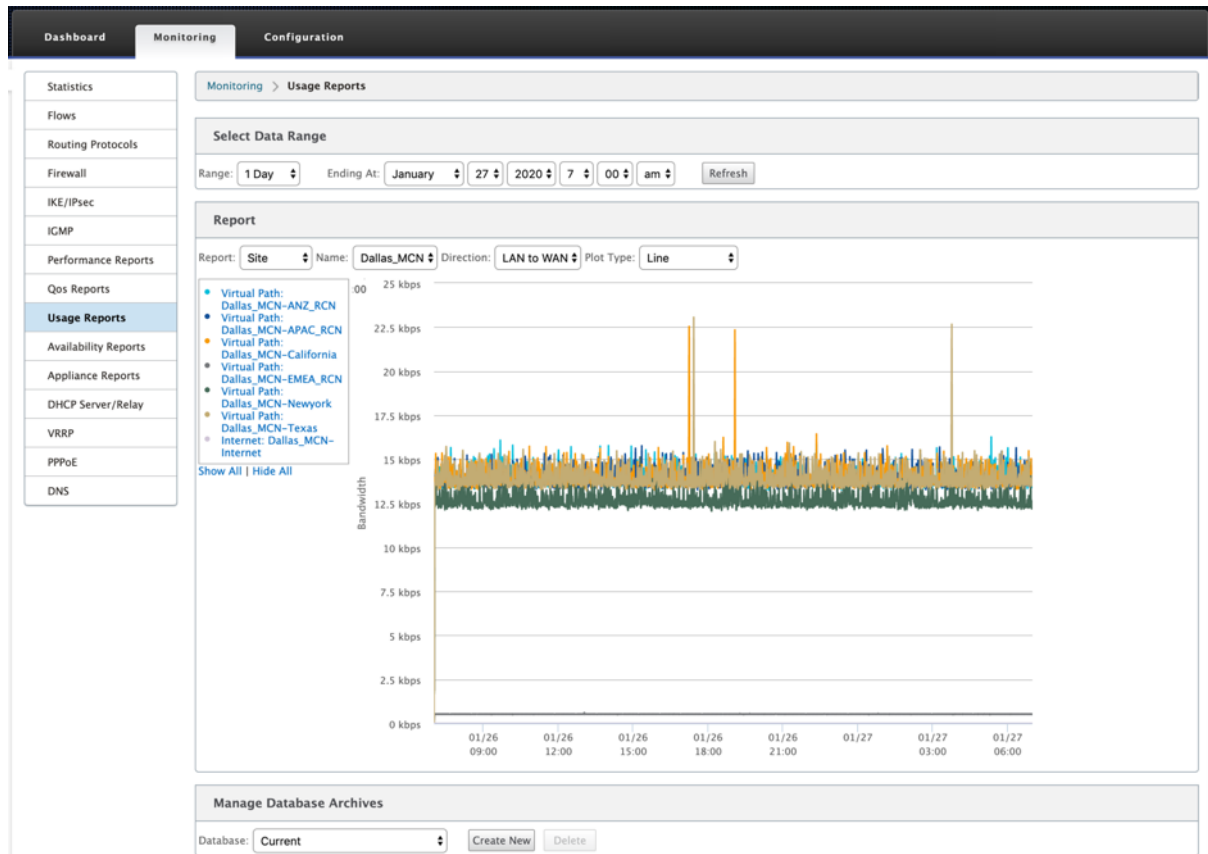 Dashboard Monitoring Configuration
Statistics
Flows
Routing Protocols
Firewall
IKE/IPsec
IGMP
Performance Reports
Qos Reports
Usage Reports
Availability Reports
Appliance Reports
DHCP Server/Relay
VRRP
PPPoE
DNS
Monitoring > Usage Reports
Select Data Range
Range: 1 Day Ending At: January 27 2020 7 00 am Refresh
Report
Report: Site Name: Dallas_MCN Direction: LAN to WAN Plot Type: Line
Virtual Path:
Dallas_MCN-ANZ_RCN
Virtual Path:
Dallas_MCN-APAC_RCN
Virtual Path:
Dallas_MCN-California
Virtual Path:
Dallas_MCN-EMEA_RCN
Virtual Path:
Dallas_MCN-Newyork
Virtual Path:
Dallas_MCN-Texas
Internet: Dallas_MCN-
Internet
Show All | Hide All
:00
Bandwidth
25 kbps
22.5 kbps
20 kbps
17.5 kbps
15 kbps
12.5 kbps
10 kbps
7.5 kbps
5 kbps
2.5 kbps
0 kbps
01/26 01/26 01/26 01/26 01/26 01/27 01/27 01/27
09:00 12:00 15:00 18:00 21:00 03:00 06:00
Manage Database Archives
Database: Current Create New Delete